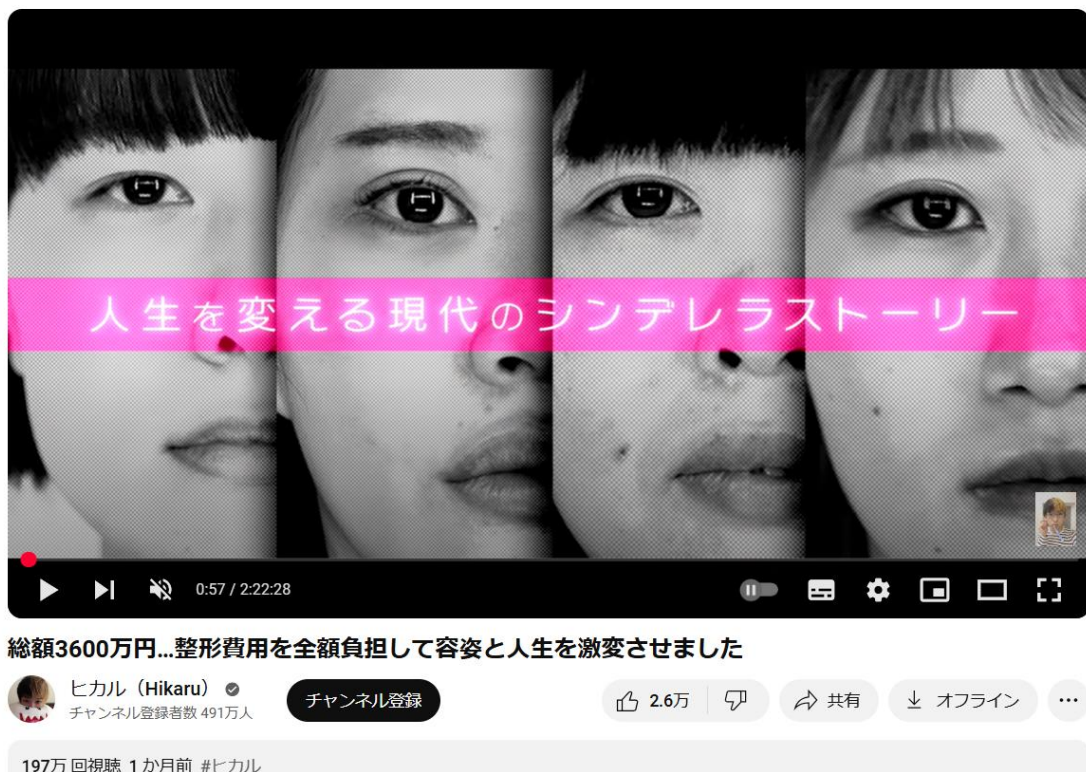 人生を変える現代のシンデレラストーリー
0:57 / 2:22:28
総額3600万円...整形費用を全額負担して容姿と人生を激変させました
ヒカル（Hikaru）
チャンネル登録者数 491万人
チャンネル登録
2.6万
共有
オフライン
197万 回視聴 1 か月前 #ヒカル